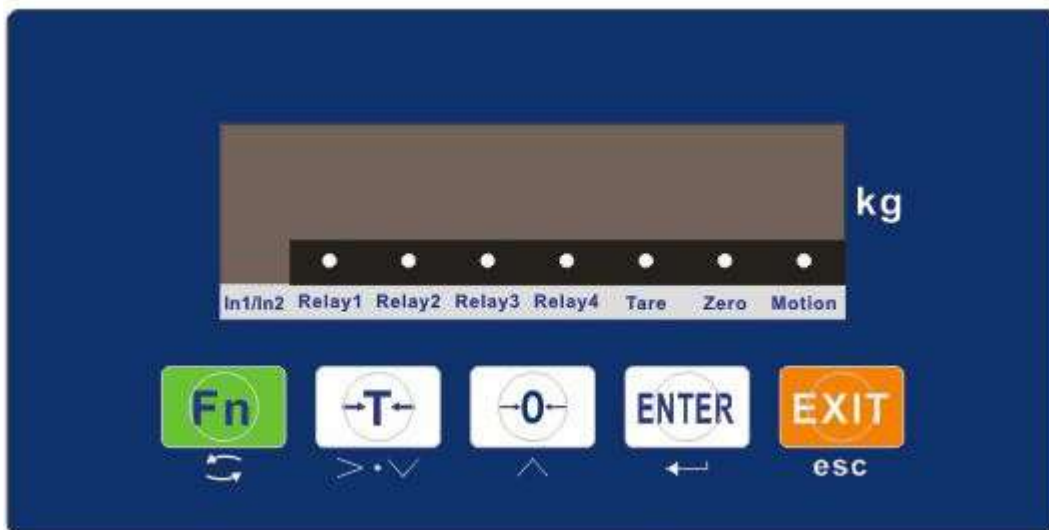 kg
In1/In2 Relay1 Relay2 Relay3 Relay4 Tare Zero Motion
Fn →T← →0← ENTER EXIT
esc